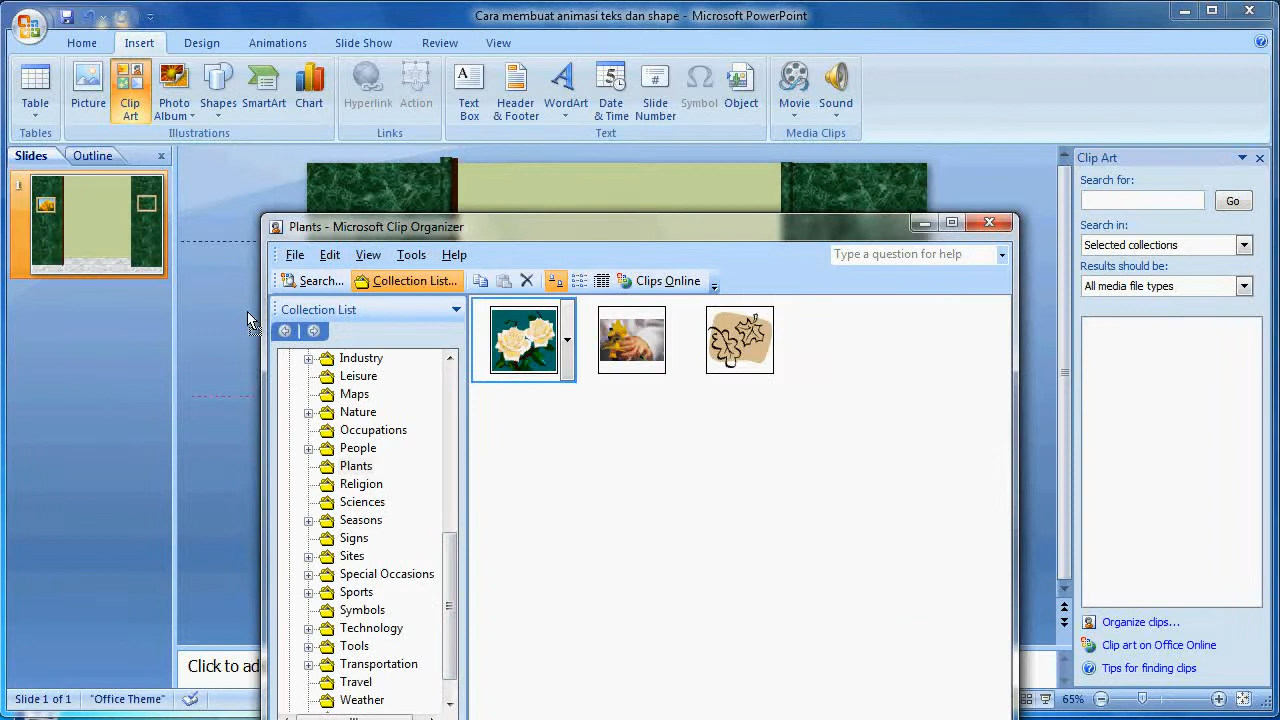 Cara membuat animasi teks dan shape - Microsoft PowerPoint
Home Insert Design Animations Slide Show Review View
Table
Picture
Clip Art
Photo Album
Shapes
SmartArt
Chart
Hyperlink
Action
Text Box
Header & Footer
WordArt
Date & Time
Slide Number
Symbol
Object
Movie
Sound
Tables Illustrations Links Text Media Clips
Slides Outline
1
Plants - Microsoft Clip Organizer
File Edit View Tools Help
Type a question for help
Search... Collection List... Clips Online
Collection List
Industry
Leisure
Maps
Nature
Occupations
People
Plants
Religion
Sciences
Seasons
Signs
Sites
Special Occasions
Sports
Symbols
Technology
Tools
Transportation
Travel
Weather
Clip Art
Search for:
Go
Search in:
Selected collections
Results should be:
All media file types
Organize clips...
Clip art on Office Online
Tips for finding clips
Click to ad
Slide 1 of 1 "Office Theme" 65%